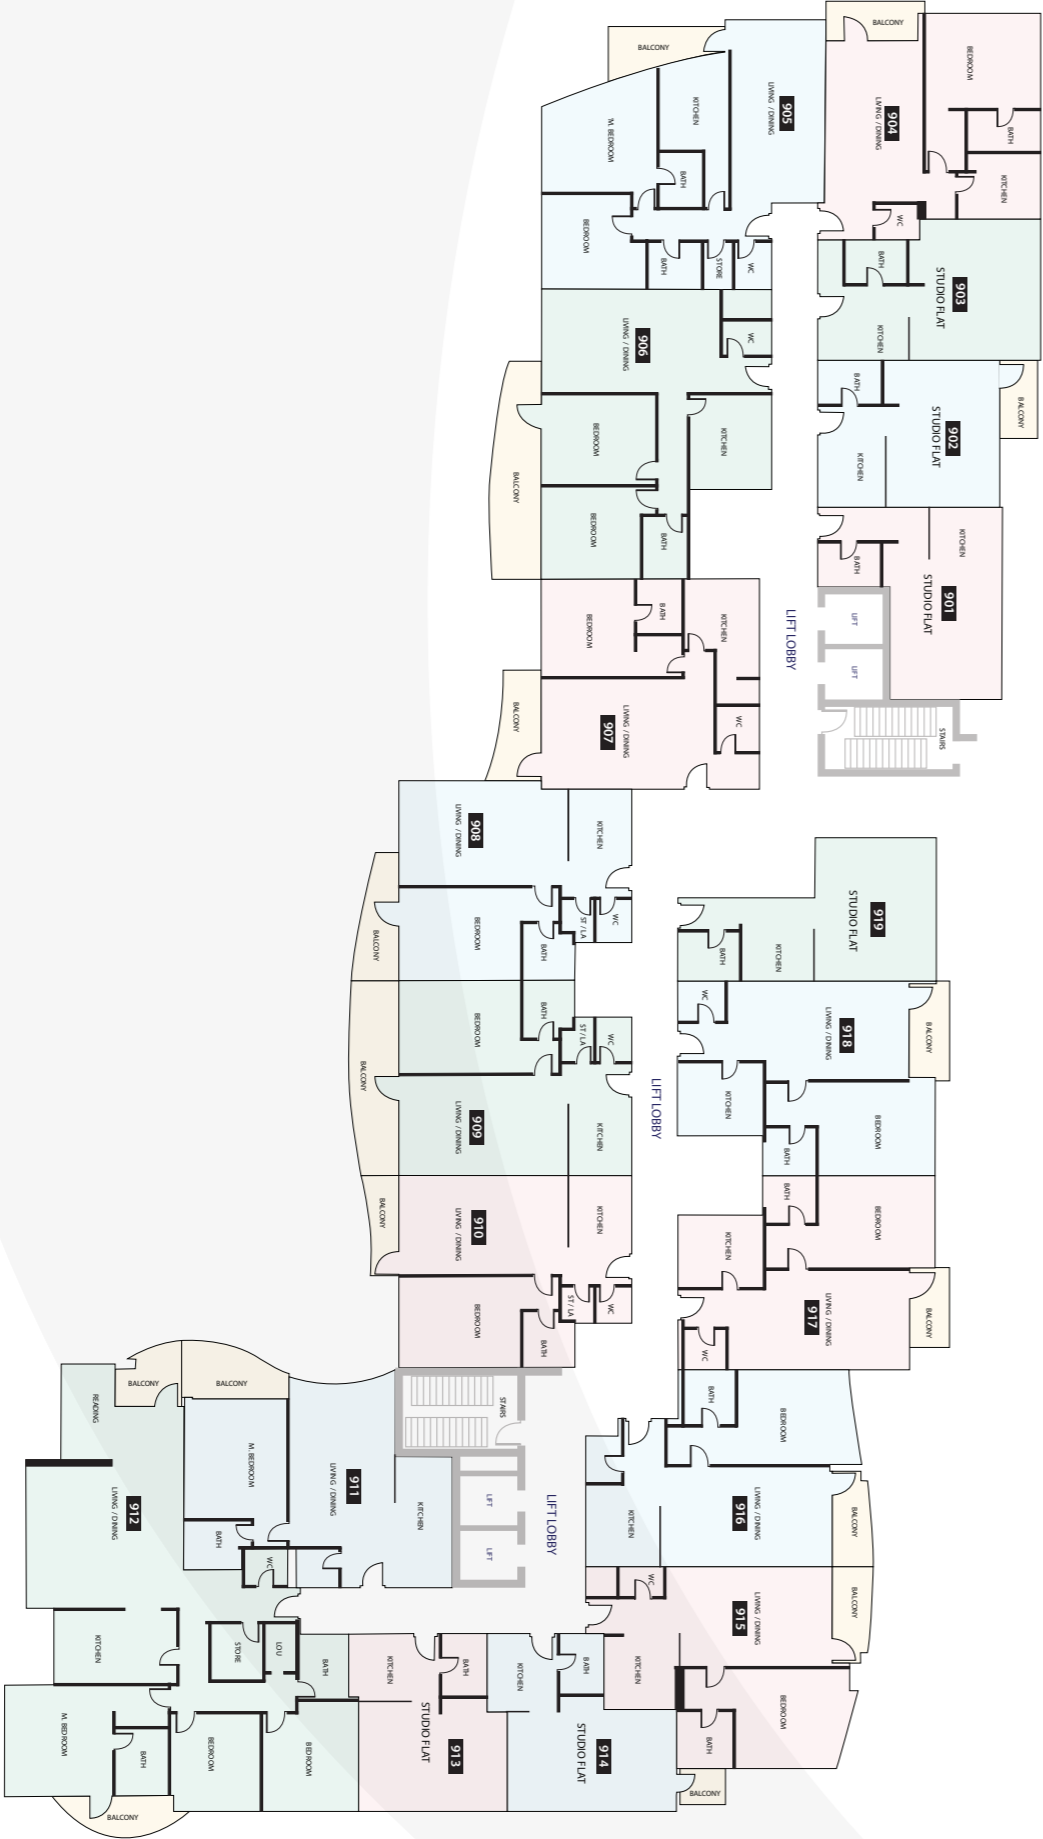 BALCONY
BEDROOM
LIVING / DINING
904
BATH
KITCHEN
WC
BALCONY
905
LIVING / DINING
KITCHEN
M. BEDROOM
BATH
BEDROOM
BATH
STORE
WC
903
STUDIO FLAT
BATH
KITCHEN
906
LIVING / DINING
WC
KITCHEN
BEDROOM
BEDROOM
BATH
BALCONY
902
STUDIO FLAT
BATH
KITCHEN
BALCONY
901
STUDIO FLAT
KITCHEN
BATH
LIFT
LIFT
STAIRS
LIFT LOBBY
BEDROOM
BATH
KITCHEN
907
LIVING / DINING
WC
BALCONY
908
LIVING / DINING
KITCHEN
BEDROOM
BATH
ST / LA
WC
BALCONY
919
STUDIO FLAT
KITCHEN
BATH
918
LIVING / DINING
WC
BALCONY
KITCHEN
BEDROOM
BATH
BEDROOM
BATH
ST / LA
WC
909
LIVING / DINING
KITCHEN
BALCONY
LIFT LOBBY
910
LIVING / DINING
KITCHEN
BALCONY
BEDROOM
BATH
ST / LA
WC
BATH
BEDROOM
KITCHEN
917
LIVING / DINING
WC
BALCONY
BATH
BEDROOM
916
LIVING / DINING
KITCHEN
BALCONY
STAIRS
LIFT
LIFT
LIFT LOBBY
911
LIVING / DINING
KITCHEN
M. BEDROOM
BATH
BALCONY
BALCONY
READING
912
LIVING / DINING
WC
KITCHEN
STORE
LOU
BATH
M. BEDROOM
BATH
BEDROOM
BEDROOM
BALCONY
913
STUDIO FLAT
KITCHEN
BATH
914
STUDIO FLAT
KITCHEN
BATH
915
LIVING / DINING
WC
KITCHEN
BALCONY
BEDROOM
BATH
BALCONY